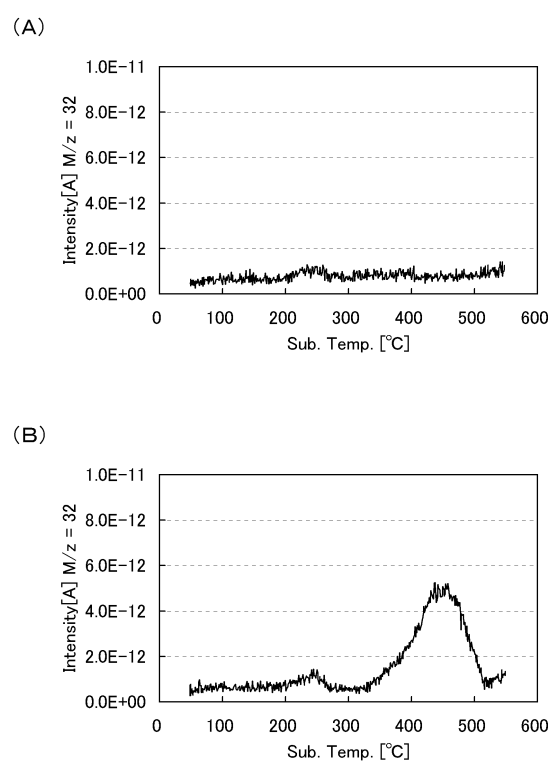 (A)
1.0E-11
8.0E-12
6.0E-12
4.0E-12
2.0E-12
0.0E+00
Intensity[A] M/z = 32
0 100 200 300 400 500 600
Sub. Temp. [℃]
(B)
1.0E-11
8.0E-12
6.0E-12
4.0E-12
2.0E-12
0.0E+00
Intensity[A] M/z = 32
0 100 200 300 400 500 600
Sub. Temp. [℃]